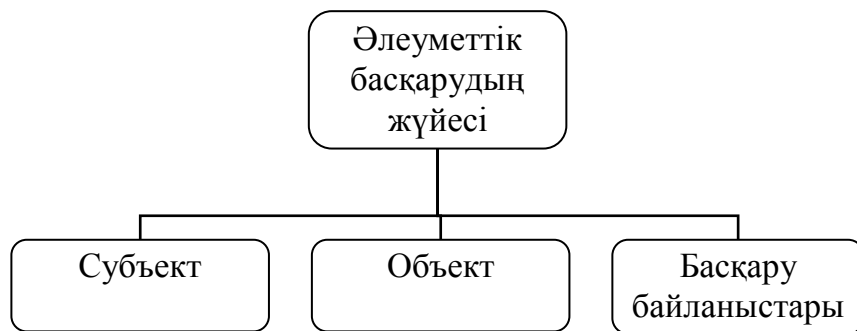 Әлеуметтік
басқарудың
жүйесі
Субъект
Объект
Басқару
байланыстары